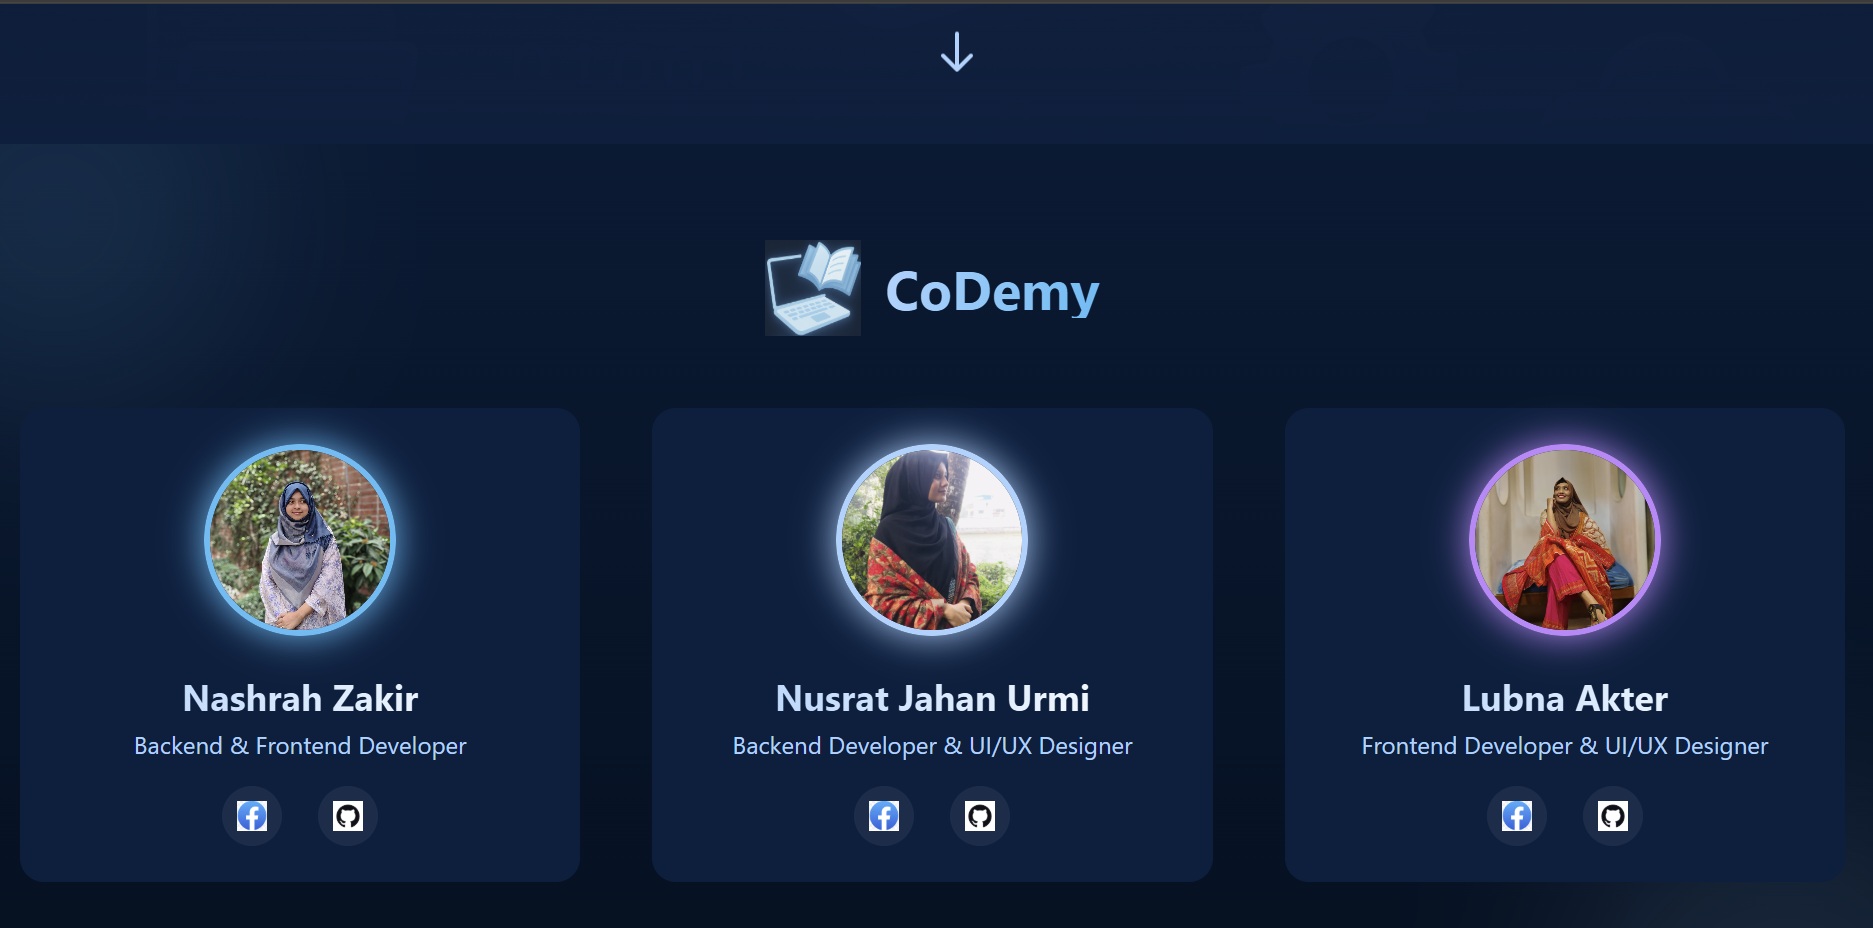 CoDemy
Nashrah Zakir
Backend & Frontend Developer
Nusrat Jahan Urmi
Backend Developer & UI/UX Designer
Lubna Akter
Frontend Developer & UI/UX Designer